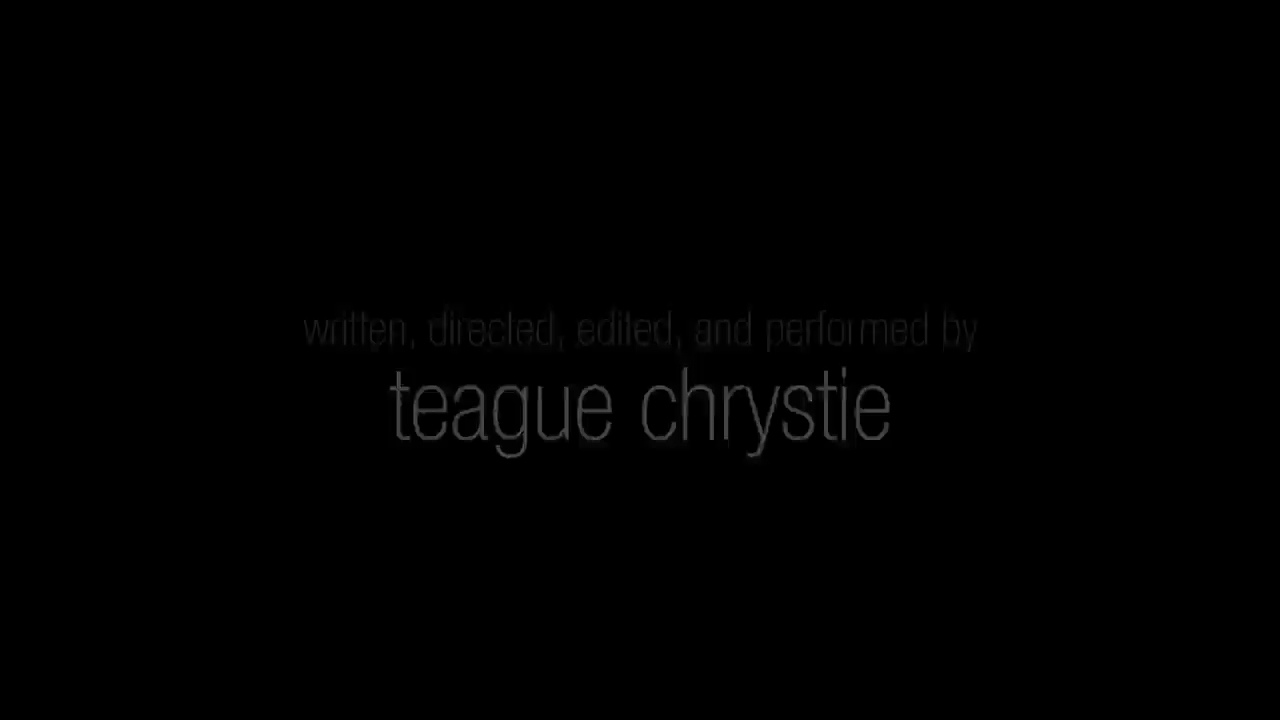 written, directed, edited, and performed by
teague chrystie